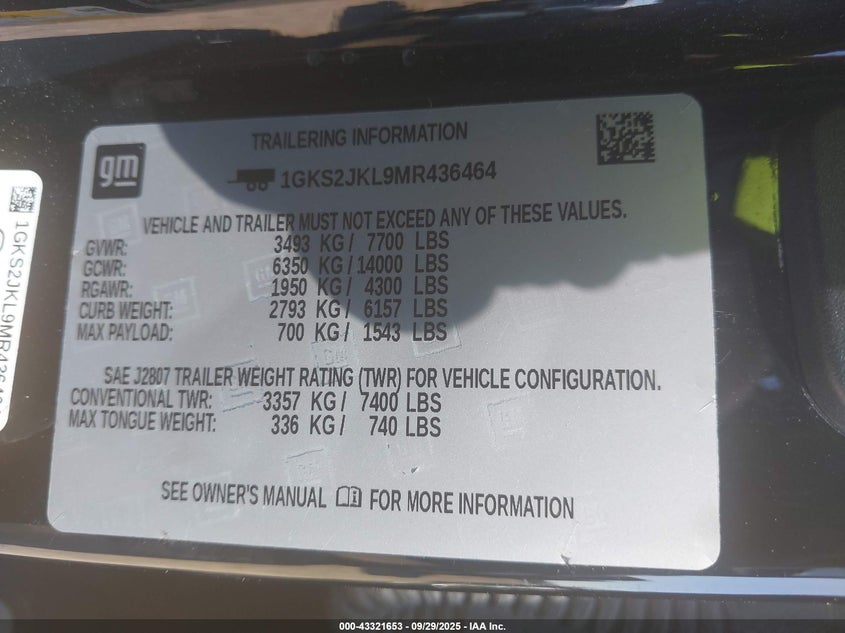 TRAILERING INFORMATION
gm
1GKS2JKL9MR436464
VEHICLE AND TRAILER MUST NOT EXCEED ANY OF THESE VALUES.
GVWR: 3493 KG / 7700 LBS
GCWR: 6350 KG / 14000 LBS
RGAWR: 1950 KG / 4300 LBS
CURB WEIGHT: 2793 KG / 6157 LBS
MAX PAYLOAD: 700 KG / 1543 LBS
SAE J2807 TRAILER WEIGHT RATING (TWR) FOR VEHICLE CONFIGURATION.
CONVENTIONAL TWR: 3357 KG / 7400 LBS
MAX TONGUE WEIGHT: 336 KG / 740 LBS
SEE OWNER'S MANUAL FOR MORE INFORMATION
1GKS2JKL9MR43646
000-43321653 - 09/29/2025 - IAA Inc.